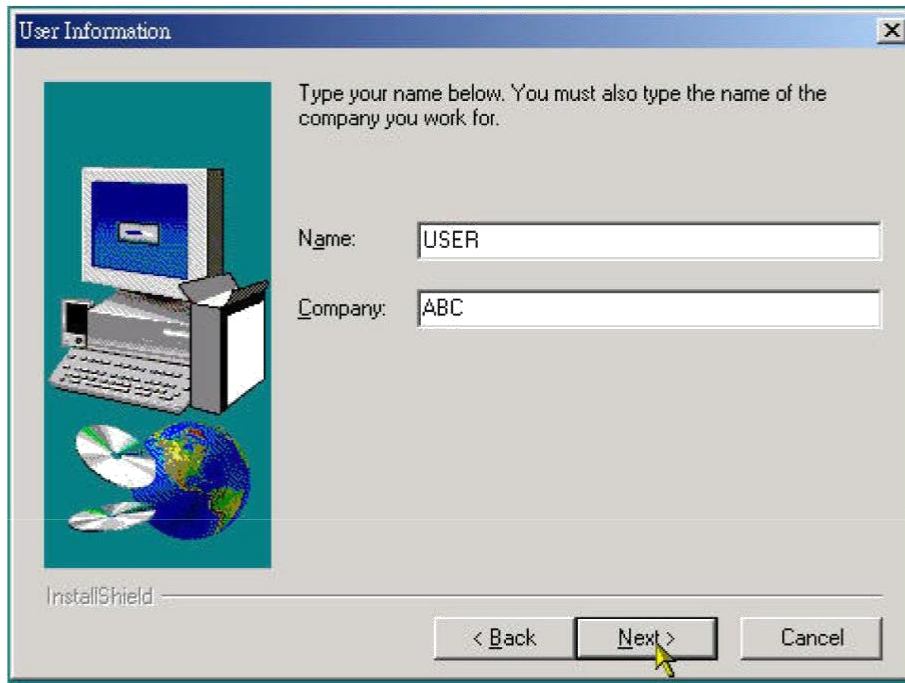 User Information
Type your name below. You must also type the name of the
company you work for.
Name: USER
Company: ABC
InstallShield
< Back Next > Cancel